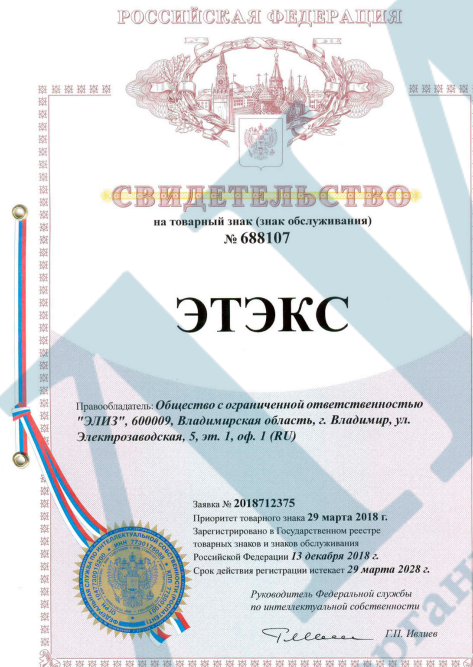 РОССИЙСКАЯ ФЕДЕРАЦИЯ
СВИДЕТЕЛЬСТВО
на товарный знак (знак обслуживания)
№ 688107
ЭТЭКС
Правообладатель: Общество с ограниченной ответственностью
"ЭЛИЗ", 600009, Владимирская область, г. Владимир, ул.
Электрозаводская, 5, эт. 1, оф. 1 (RU)
Заявка № 2018712375
Приоритет товарного знака 29 марта 2018 г.
Зарегистрировано в Государственном реестре
товарных знаков и знаков обслуживания
Российской Федерации 13 декабря 2018 г.
Срок действия регистрации истекает 29 марта 2028 г.
Руководитель Федеральной службы
по интеллектуальной собственности
Г.П. Ивлиев